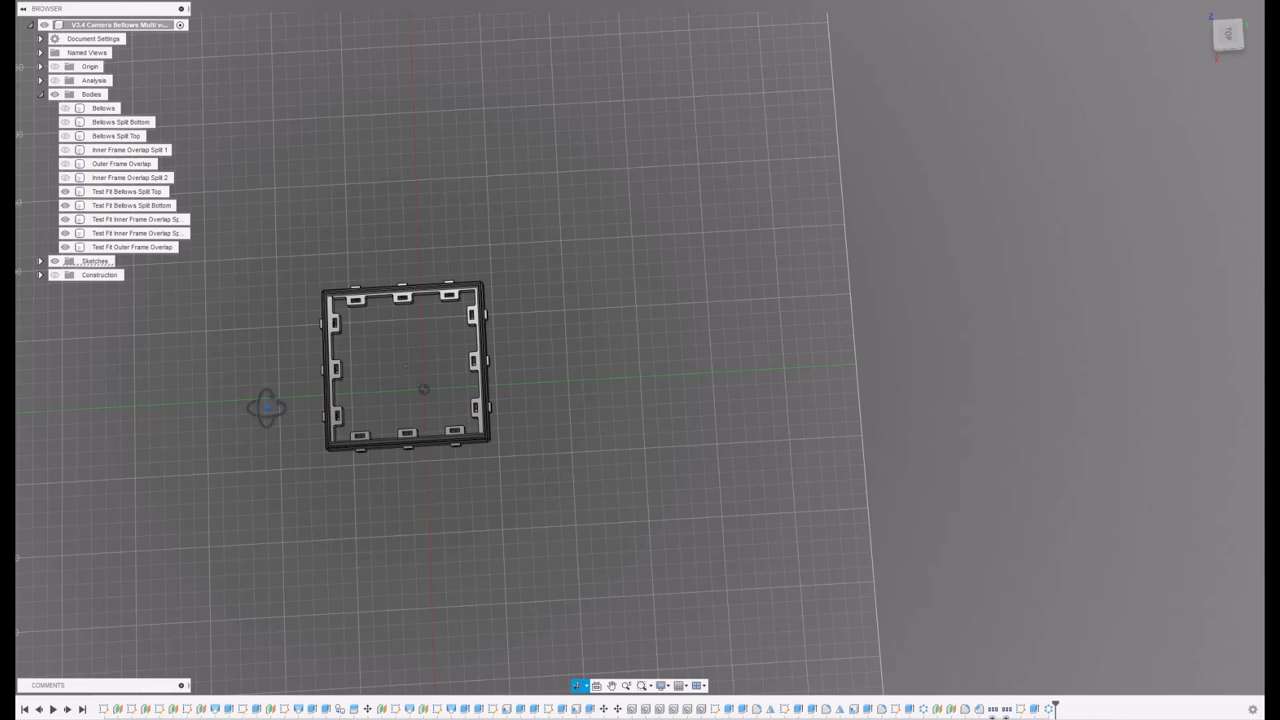 BROWSER
V3.4 Camera Bellows Multi vi...
Document Settings
Named Views
Origin
Analysis
Bodies
Bellows
Bellows Split Bottom
Bellows Split Top
Inner Frame Overlap Split 1
Outer Frame Overlap
Inner Frame Overlap Split 2
Test Fit Bellows Split Top
Test Fit Bellows Split Bottom
Test Fit Inner Frame Overlap Sp...
Test Fit Inner Frame Overlap Sp...
Test Fit Outer Frame Overlap
Sketches
Construction
Z
TOP
X
COMMENTS